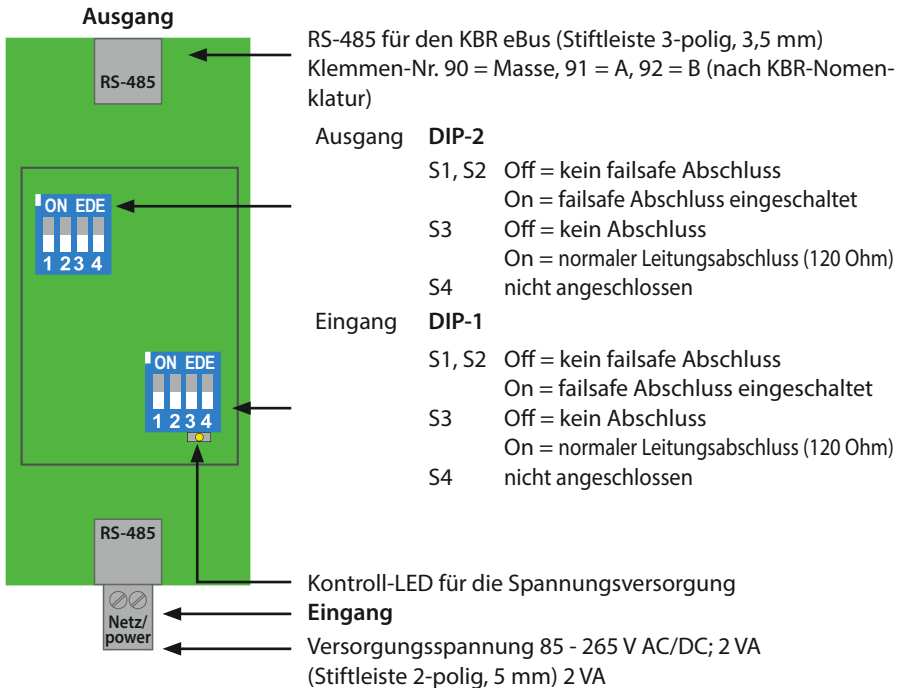 Ausgang
RS-485
RS-485 für den KBR eBus (Stiftleiste 3-polig, 3,5 mm)
Klemmen-Nr. 90 = Masse, 91 = A, 92 = B (nach KBR-Nomen-
klatur)
Ausgang DIP-2
S1, S2 Off = kein failsafe Abschluss
On = failsafe Abschluss eingeschaltet
S3 Off = kein Abschluss
On = normaler Leitungsabschluss (120 Ohm)
S4 nicht angeschlossen
ON EDE
1 2 3 4
Eingang DIP-1
S1, S2 Off = kein failsafe Abschluss
On = failsafe Abschluss eingeschaltet
S3 Off = kein Abschluss
On = normaler Leitungsabschluss (120 Ohm)
S4 nicht angeschlossen
ON EDE
1 2 3 4
RS-485
Kontroll-LED für die Spannungsversorgung
Eingang
Netz/
power
Versorgungsspannung 85 - 265 V AC/DC; 2 VA
(Stiftleiste 2-polig, 5 mm) 2 VA